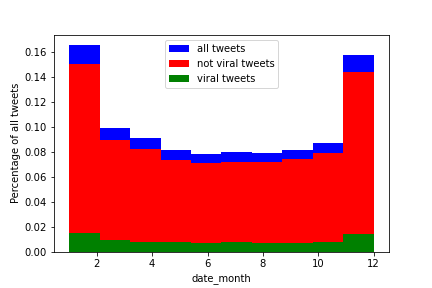 all tweets
not viral tweets
viral tweets
Percentage of all tweets
0.16
0.14
0.12
0.10
0.08
0.06
0.04
0.02
0.00
2 4 6 8 10 12
date_month